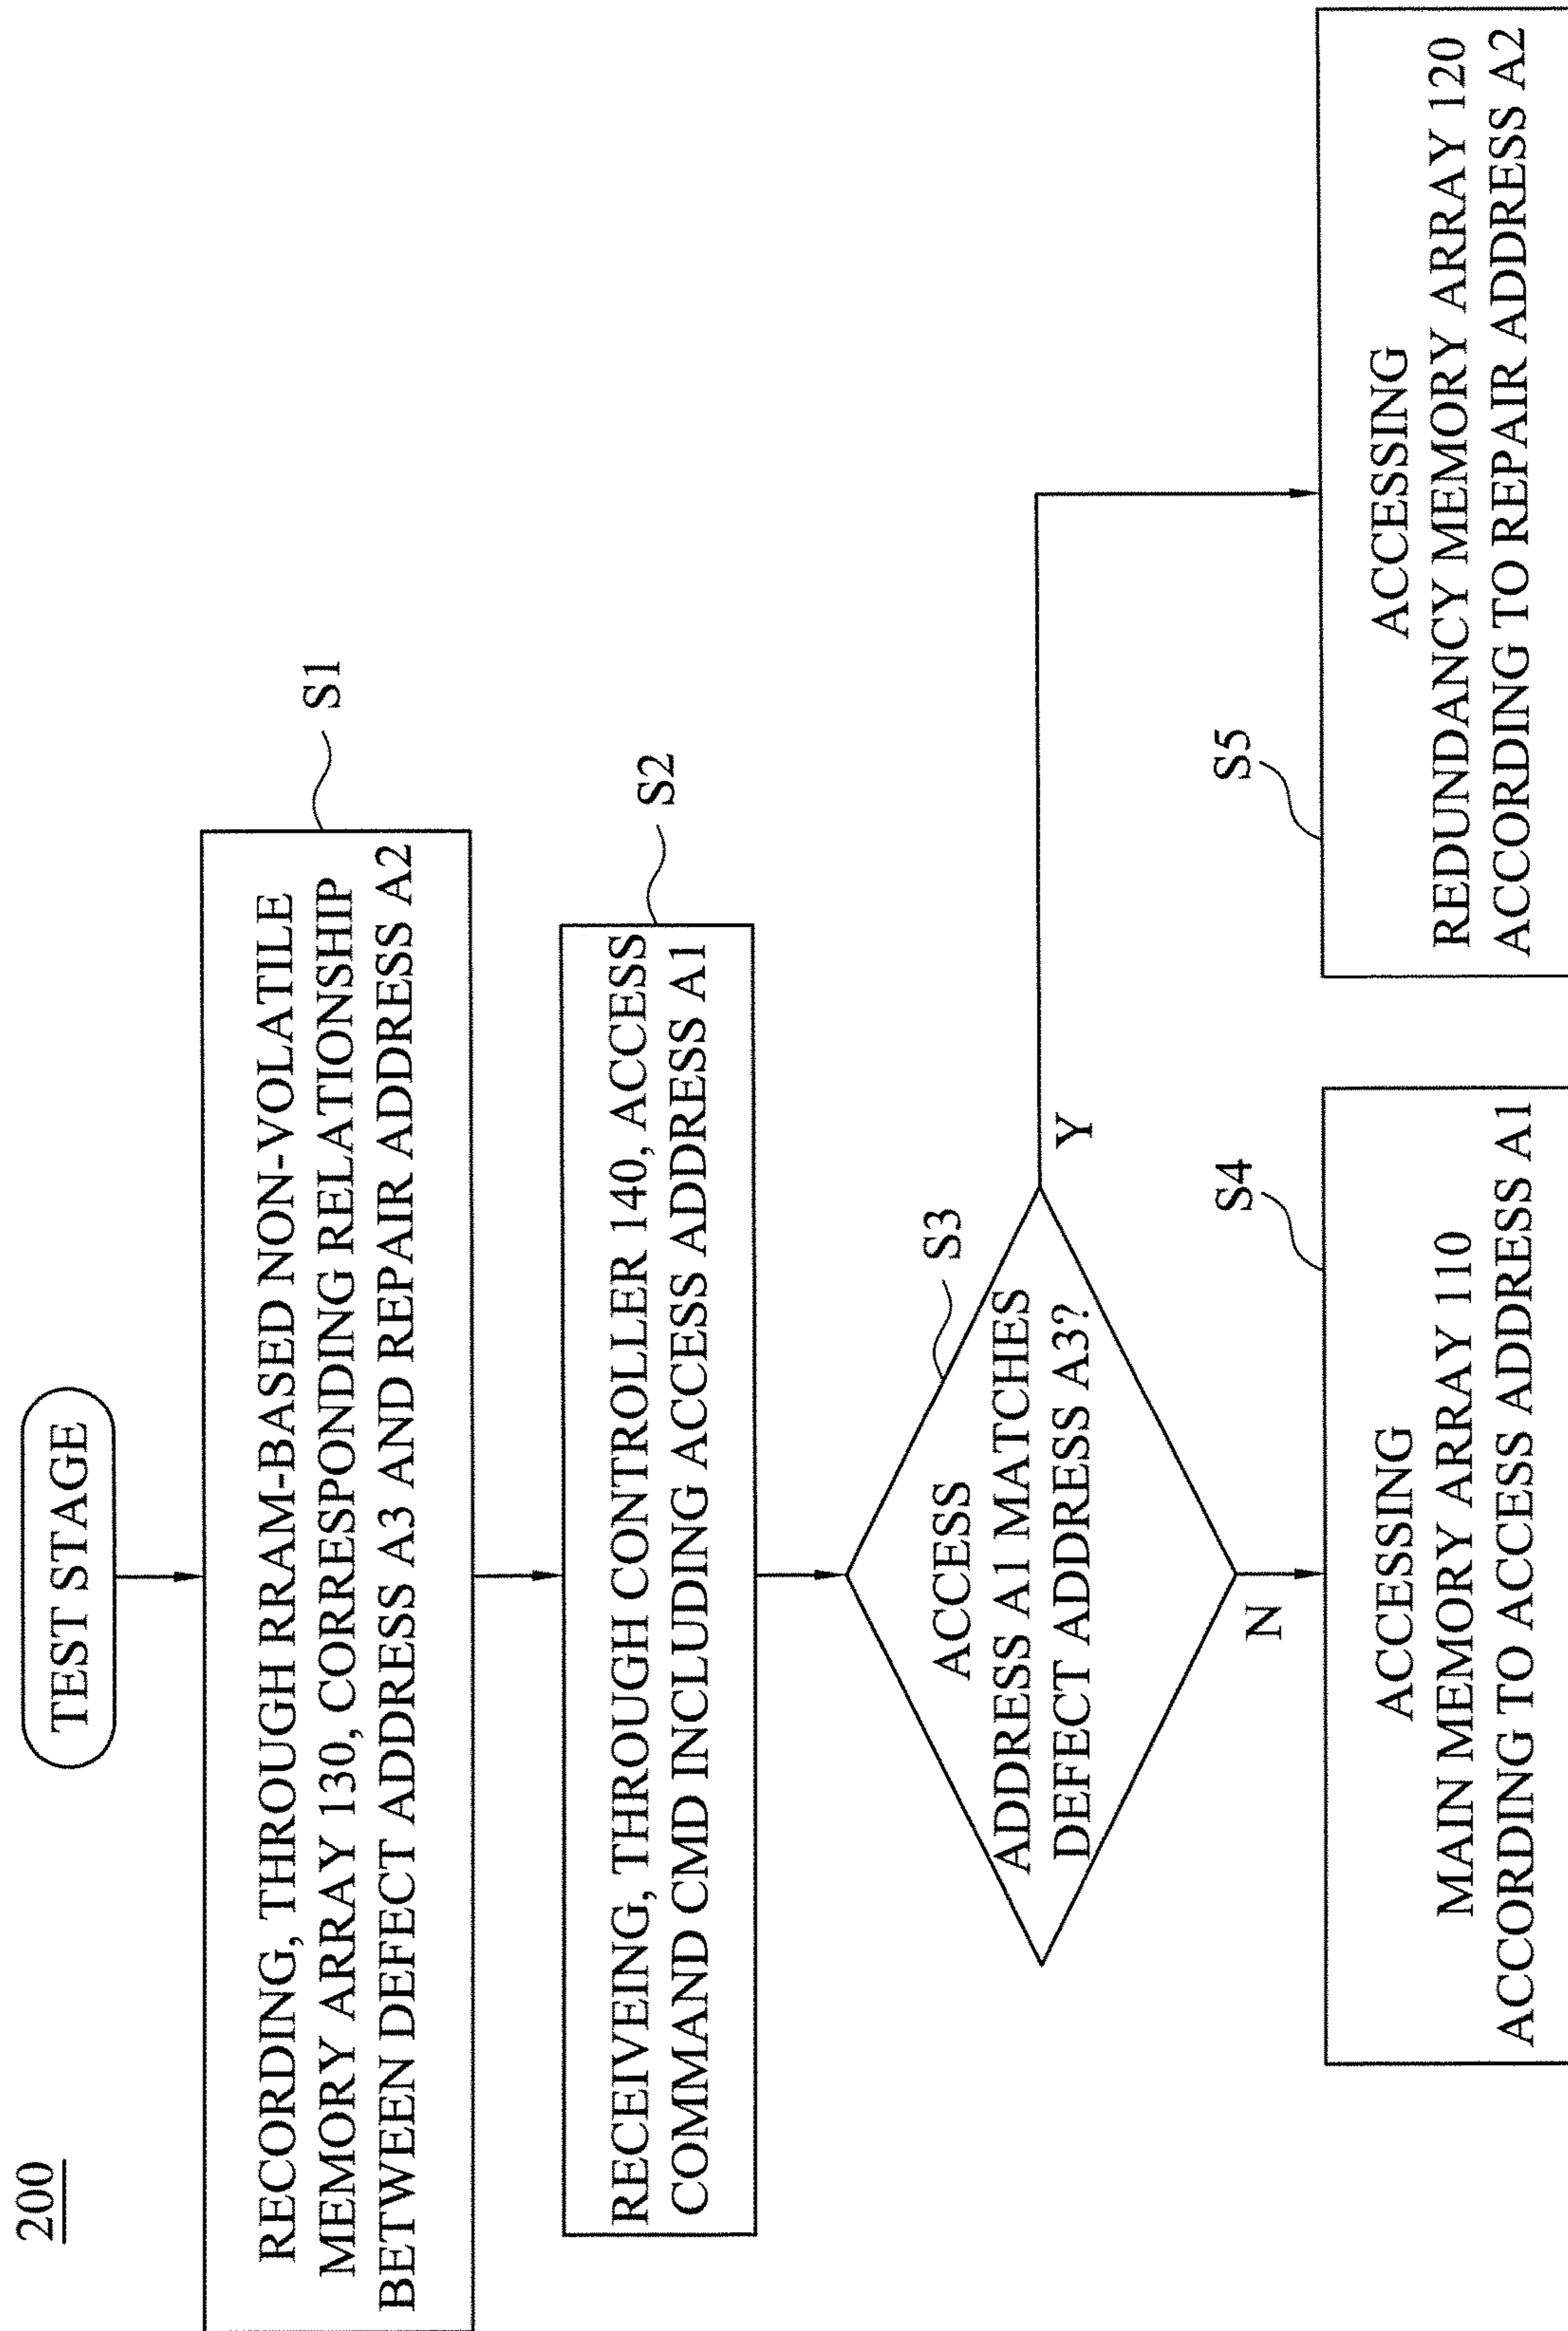 200
TEST STAGE
RECORDING, THROUGH RRAM-BASED NON-VOLATILE
MEMORY ARRAY 130, CORRESPONDING RELATIONSHIP
BETWEEN DEFECT ADDRESS A3 AND REPAIR ADDRESS A2
S1
RECEIVEING, THROUGH CONTROLLER 140, ACCESS
COMMAND CMD INCLUDING ACCESS ADDRESS A1
S2
ACCESS
ADDRESS A1 MATCHES
DEFECT ADDRESS A3?
S3
Y
N
ACCESSING
MAIN MEMORY ARRAY 110
ACCORDING TO ACCESS ADDRESS A1
S4
ACCESSING
REDUNDANCY MEMORY ARRAY 120
ACCORDING TO REPAIR ADDRESS A2
S5